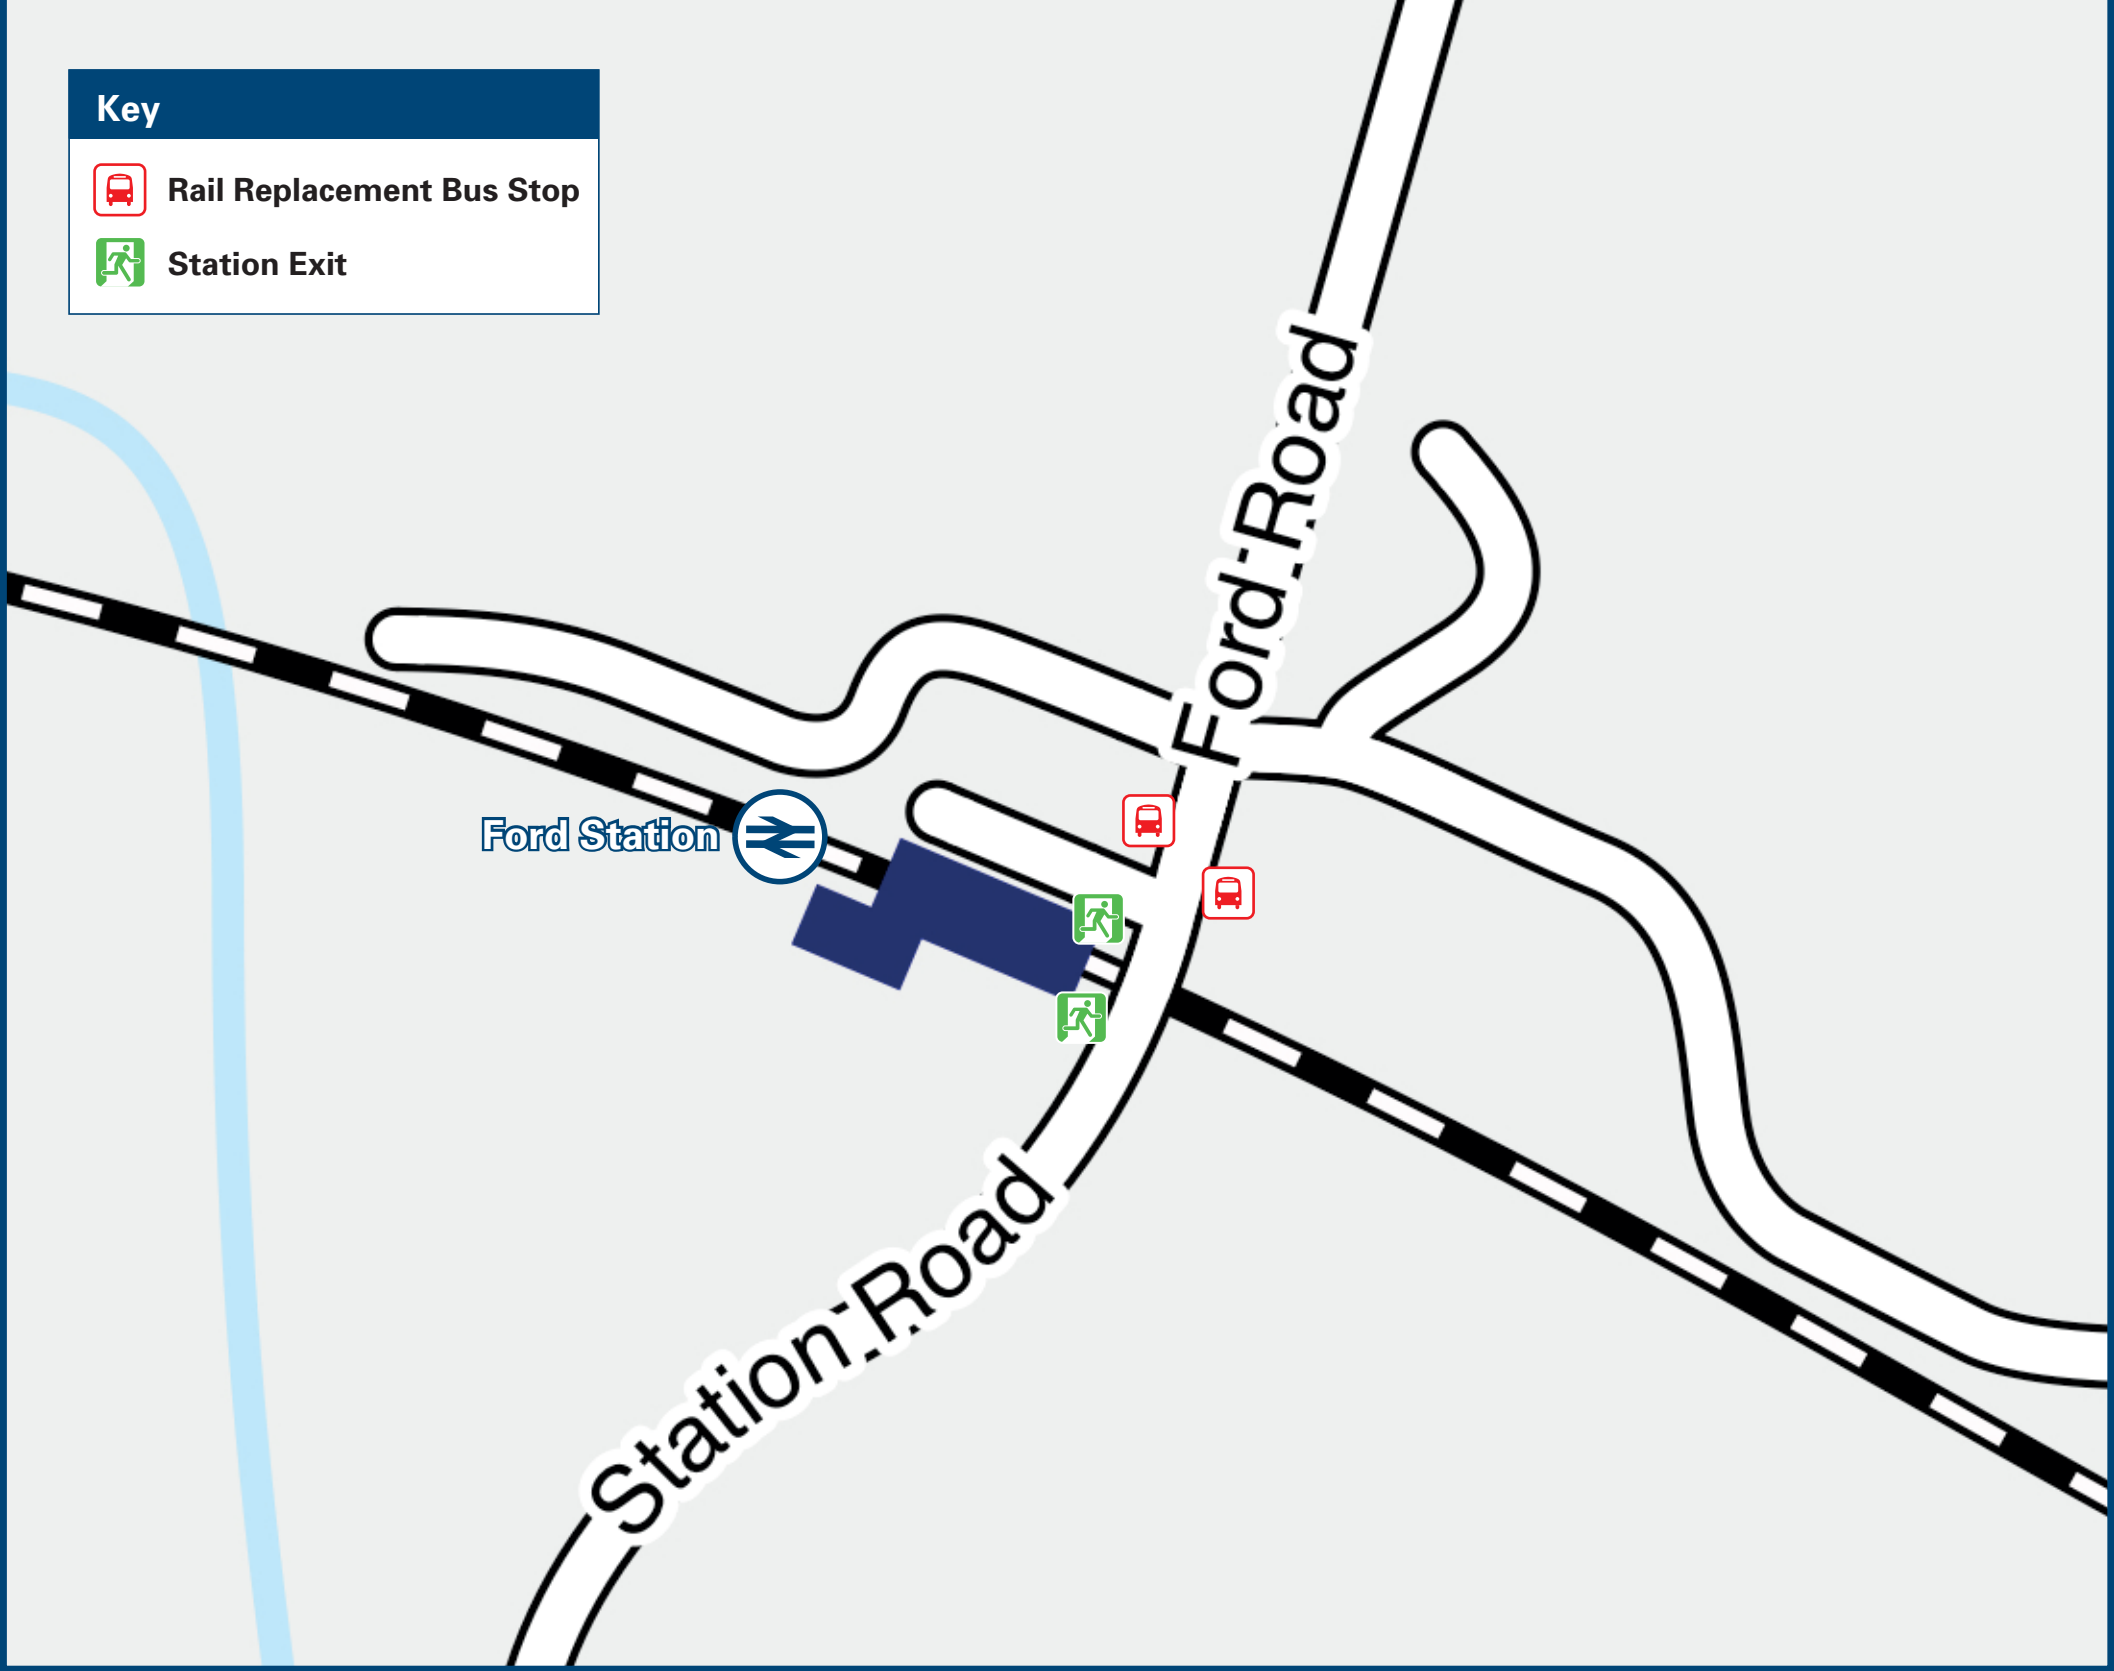 Key
Rail Replacement Bus Stop
Station Exit
Ford Road
Ford Station
Station Road